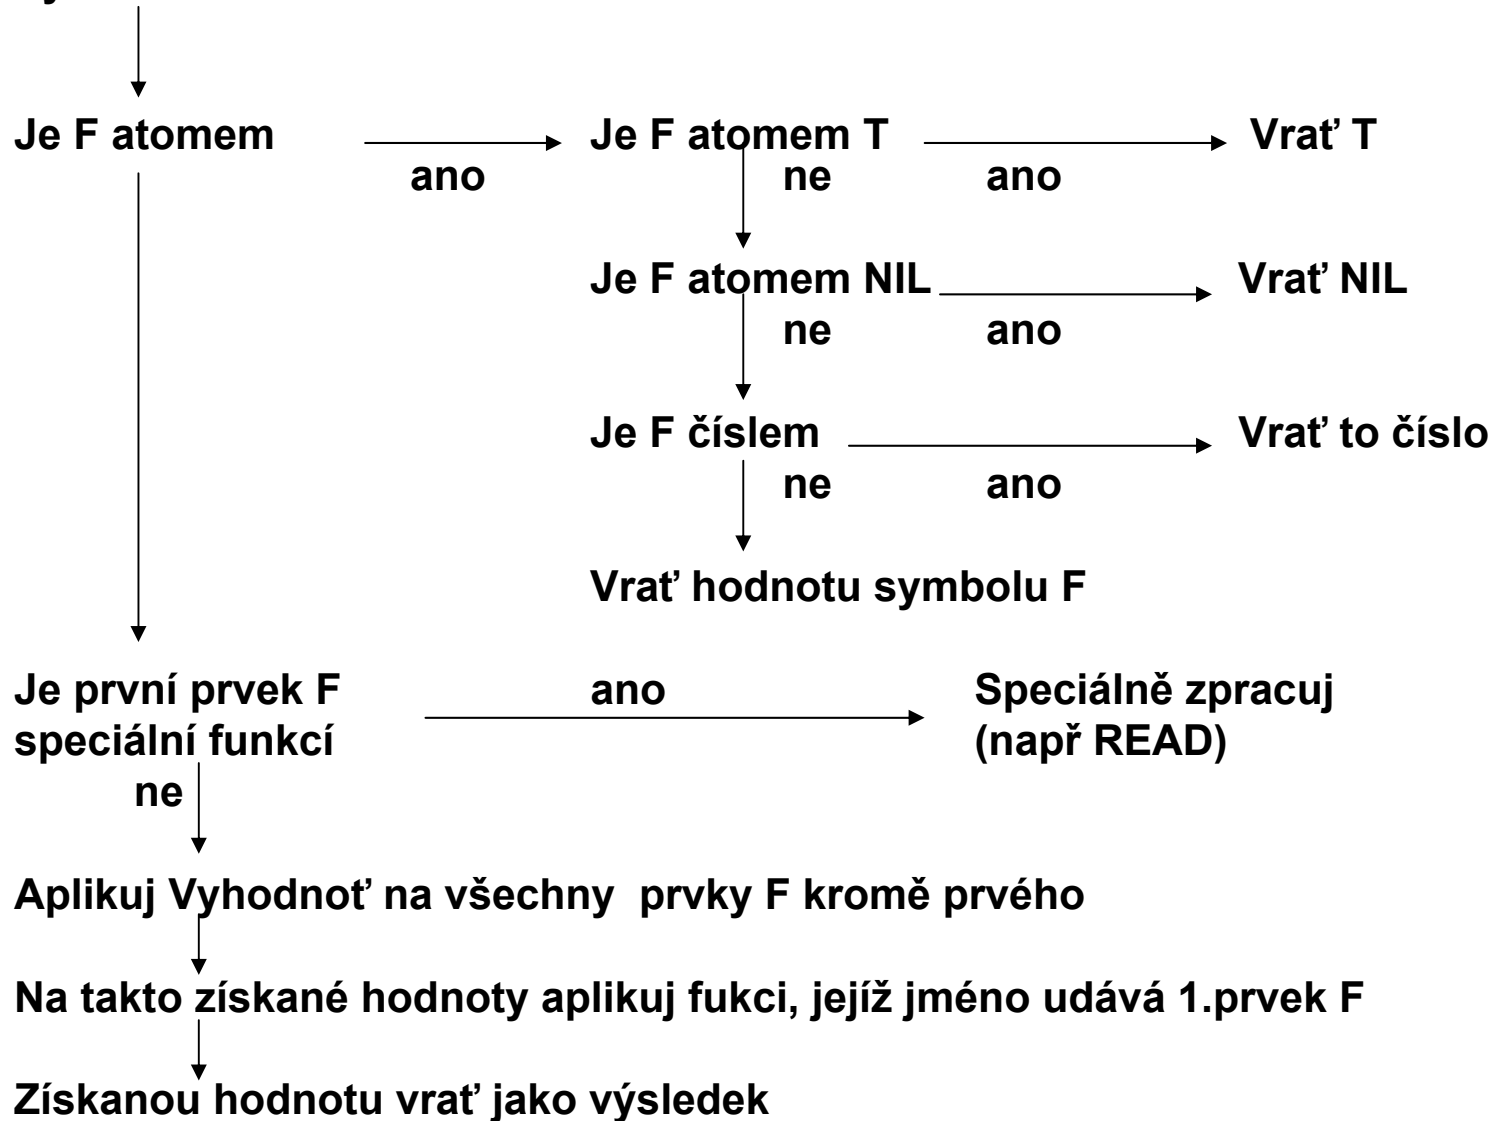 Je F atomem
ano
Je F atomem T
ne
ano
Vrať T
Je F atomem NIL
ne
ano
Vrať NIL
Je F číslem
ne
ano
Vrať to číslo
Vrať hodnotu symbolu F
Je první prvek F
speciální funkcí
ano
Speciálně zpracuj
(např READ)
ne
Aplikuj Vyhodnoť na všechny prvky F kromě prvého
Na takto získané hodnoty aplikuj fukci, jejíž jméno udává 1.prvek F
Získanou hodnotu vrať jako výsledek